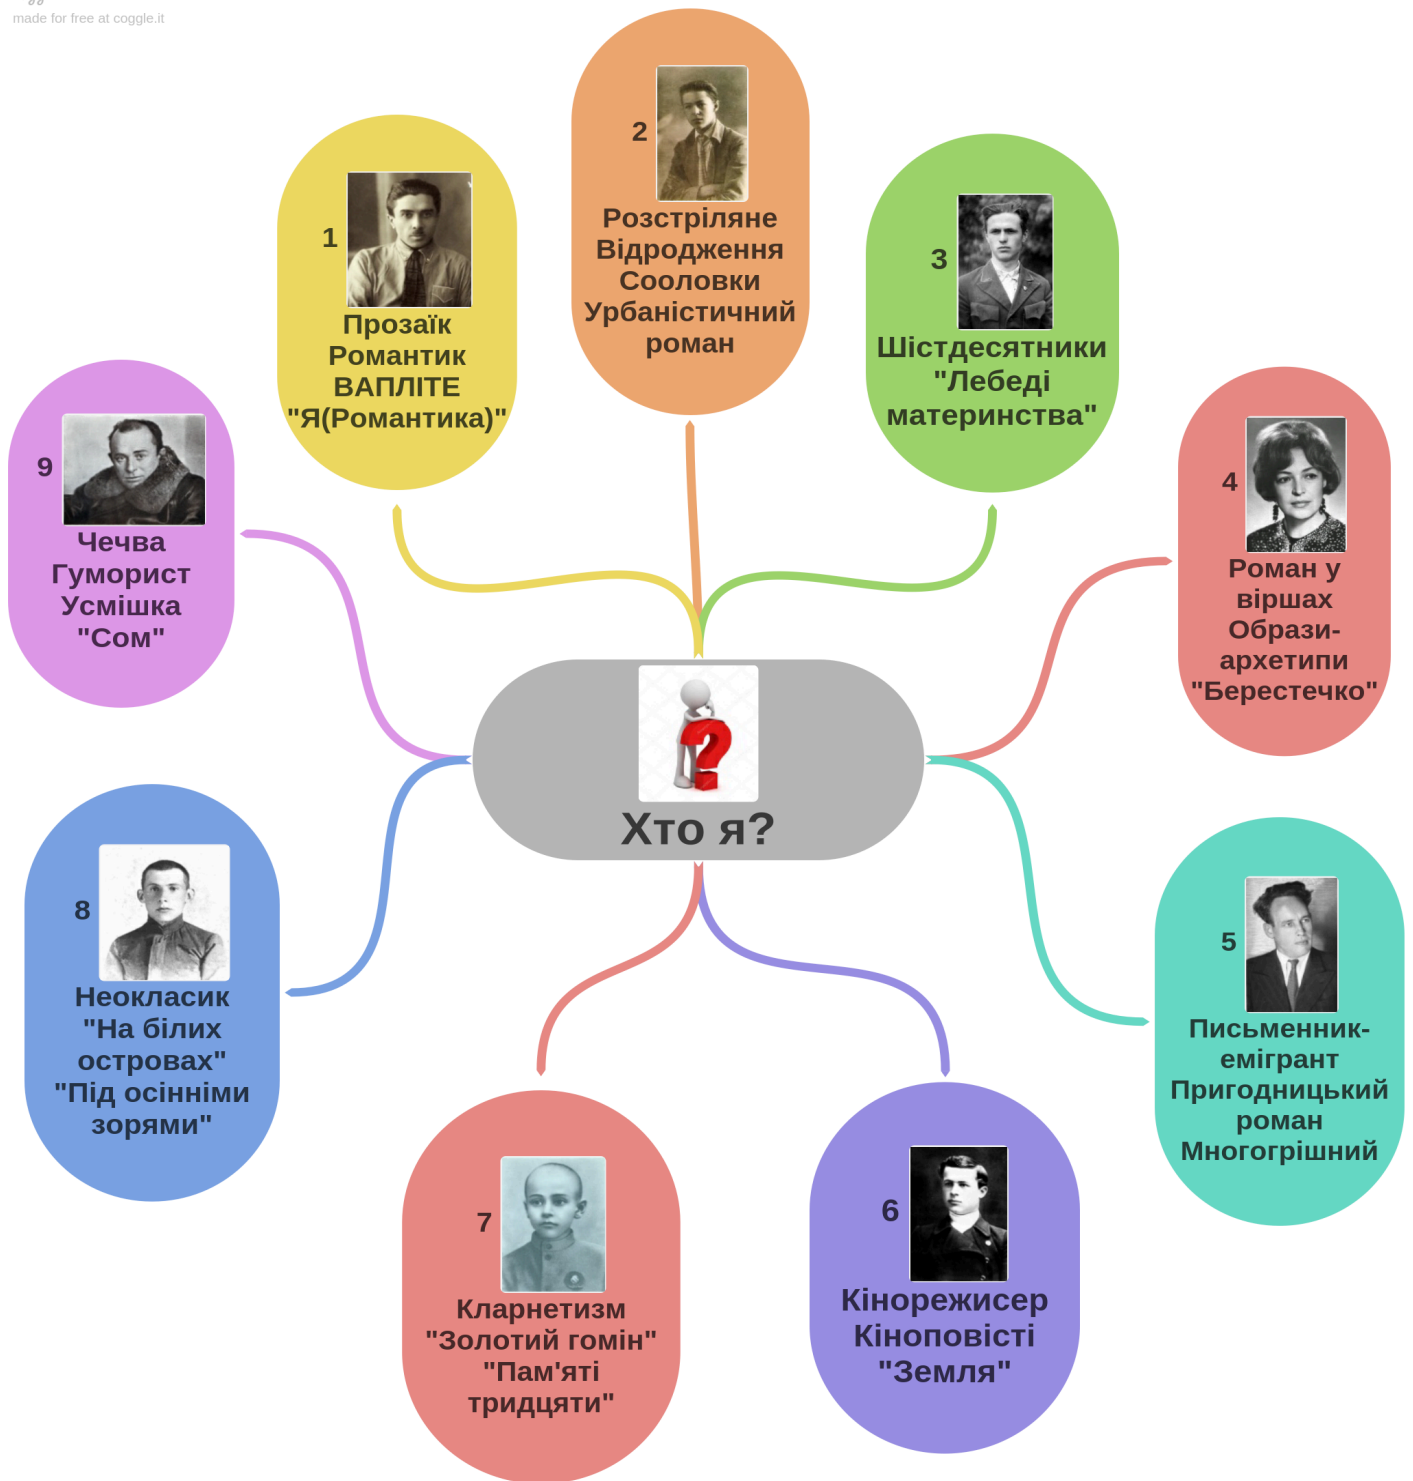 made for free at coggle.it
1
Прозаїк
Романтик
ВАПЛІТЕ
"Я(Романтика)"
2
Розстріляне
Відродження
Сооловки
Урбаністичний
роман
3
Шістдесятники
"Лебеді
материнства"
4
Роман у
віршах
Образи-
архетипи
"Берестечко"
5
Письменник-
емігрант
Пригодницький
роман
Многогрішний
6
Кінорежисер
Кіноповісті
"Земля"
7
Кларнетизм
"Золотий гомін"
"Пам'яті
тридцяти"
8
Неокласик
"На білих
островах"
"Під осінніми
зорями"
9
Чечва
Гуморист
Усмішка
"Сом"
Хто я?